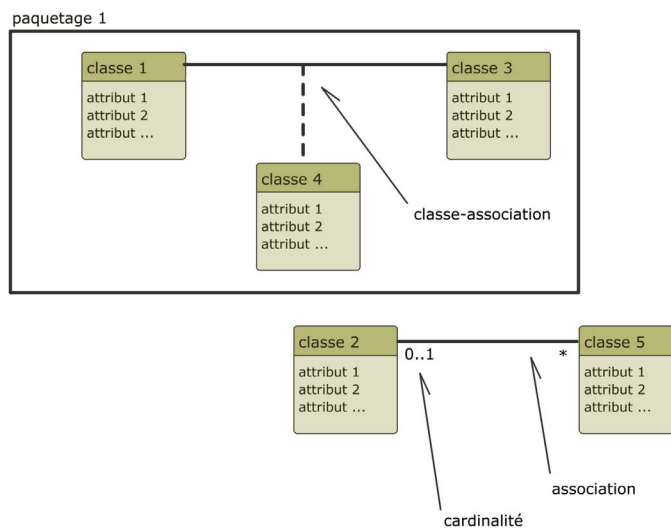 paquetage 1
classe 1
attribut 1
attribut 2
attribut ...
classe 3
attribut 1
attribut 2
attribut ...
classe 4
attribut 1
attribut 2
attribut ...
classe-association
classe 2
attribut 1
attribut 2
attribut ...
0..1
*
classe 5
attribut 1
attribut 2
attribut ...
association
cardinalité